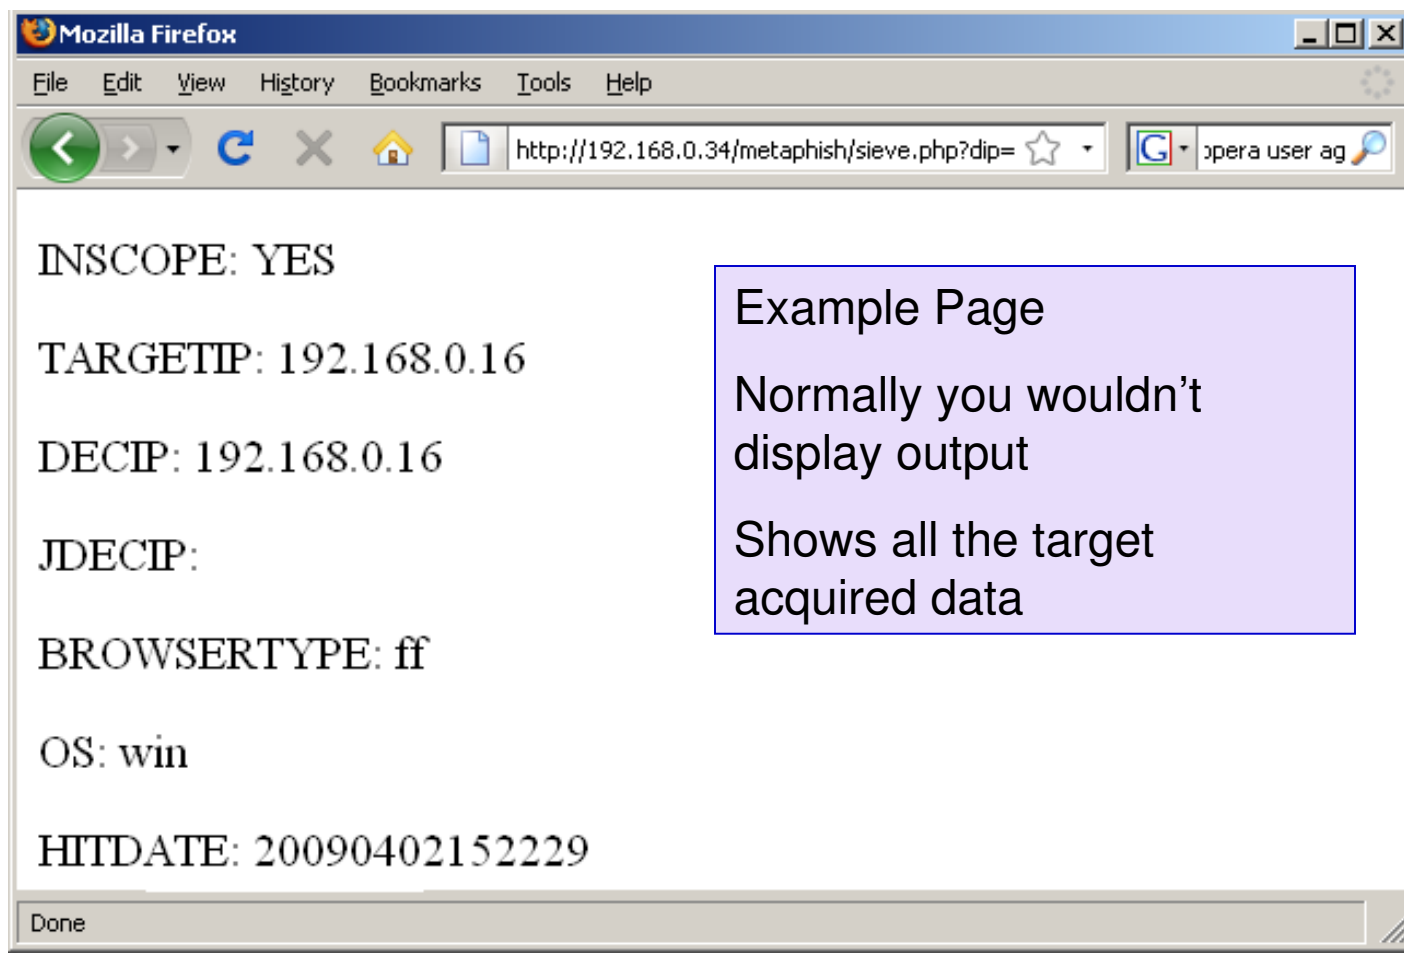 Mozilla Firefox
File Edit View History Bookmarks Tools Help
http://192.168.0.34/metaphish/sieve.php?dip=
G
opera user ag
INSCOPE: YES
TARGETIP: 192.168.0.16
DECIP: 192.168.0.16
JDECIP:
BROWSERTYPE: ff
OS: win
HITDATE: 20090402152229
Example Page
Normally you wouldn’t
display output
Shows all the target
acquired data
Done